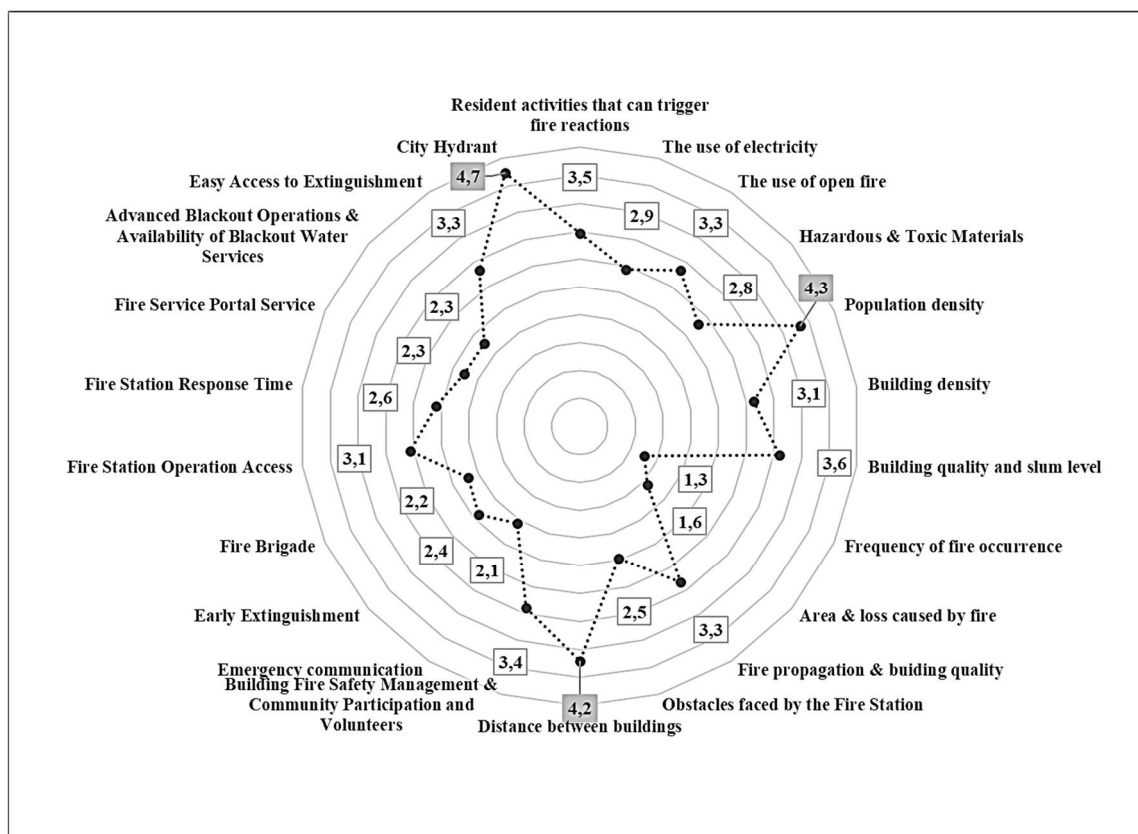 Resident activities that can trigger
fire reactions
City Hydrant
The use of electricity
4,7
3,5
Easy Access to Extinguishment
The use of open fire
3,3
2,9
3,3
Advanced Blackout Operations &
Availability of Blackout Water
Services
Hazardous & Toxic Materials
2,3
2,8
4,3
Fire Service Portal Service
Population density
2,3
Fire Station Response Time
2,6
3,1
Building density
Fire Station Operation Access
3,1
3,6
Building quality and slum level
2,2
1,3
Fire Brigade
2,4
1,6
Frequency of fire occurrence
2,1
Early Extinguishment
2,5
3,3
Area & loss caused by fire
Emergency communication
3,4
Fire propagation & buiding quality
Building Fire Safety Management &
Community Participation and
Volunteers
4,2
Obstacles faced by the Fire Station
Distance between buildings